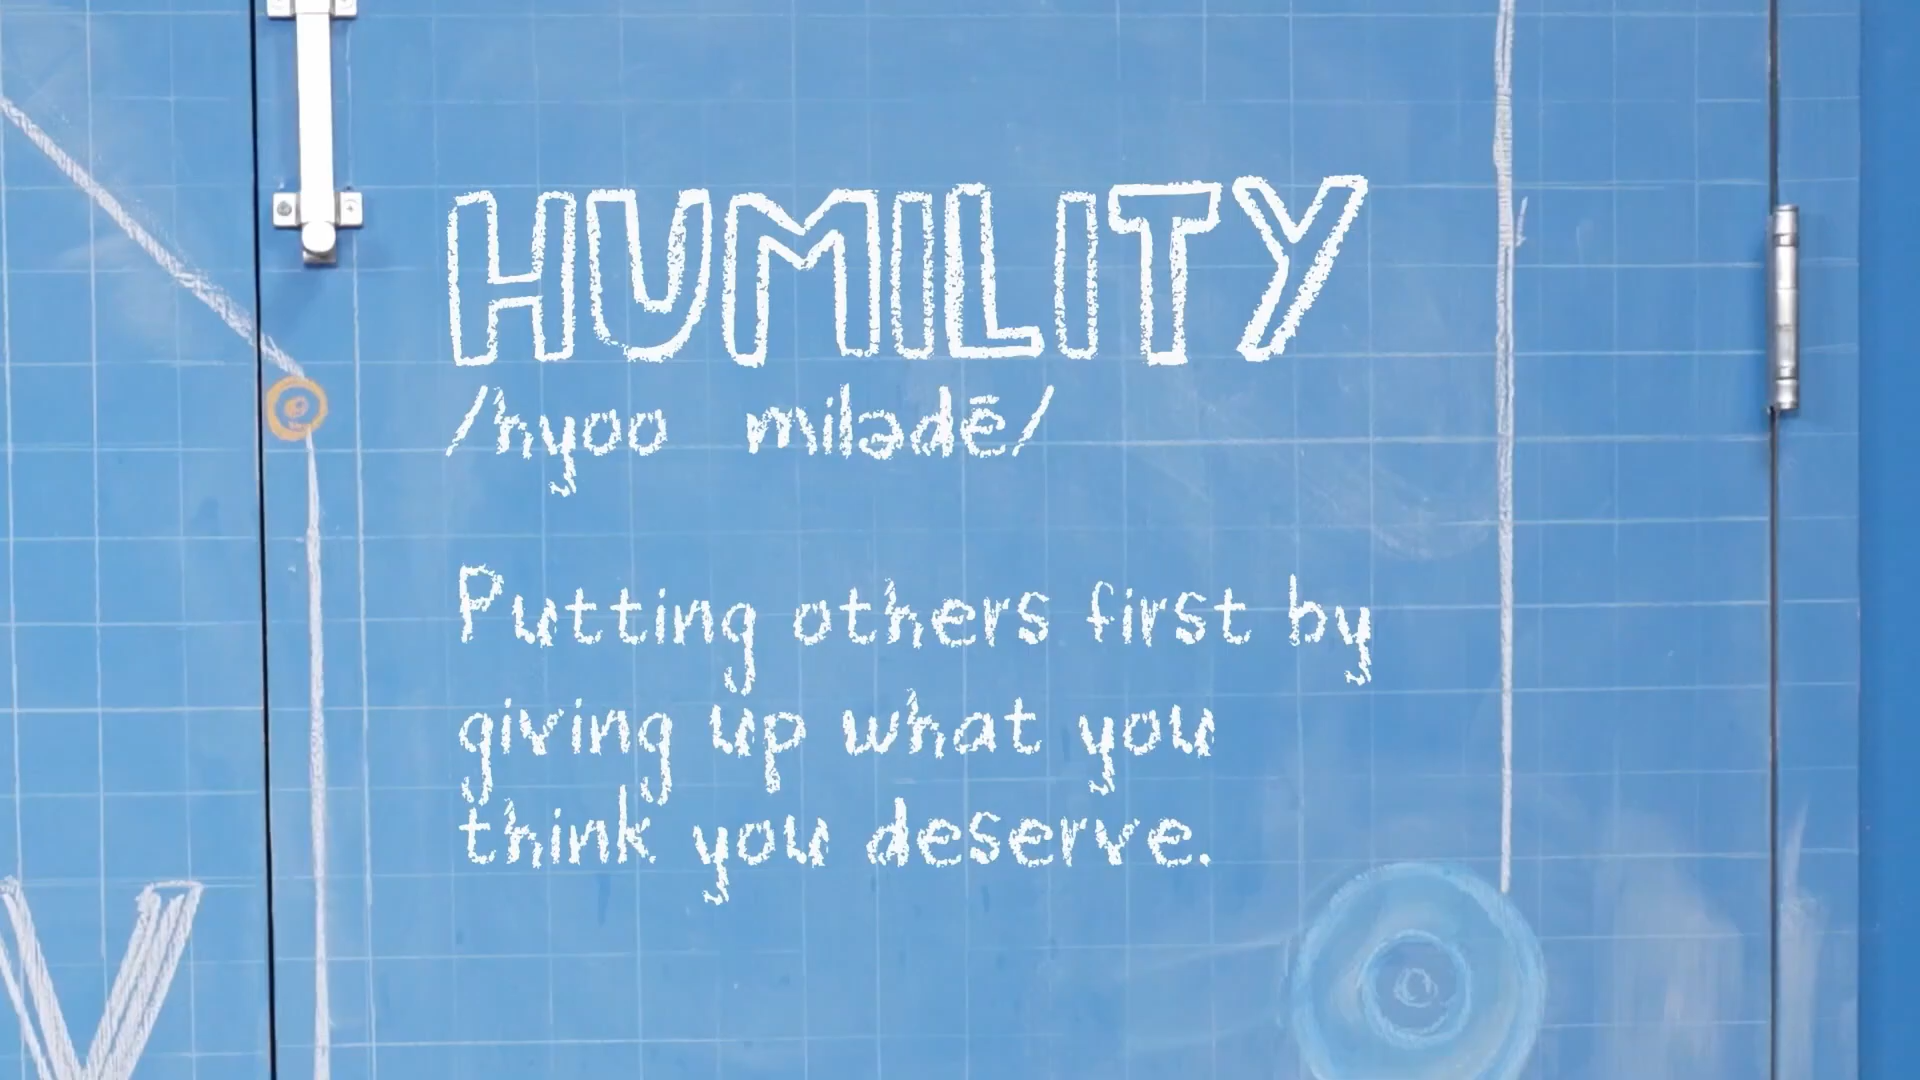 HUMILITY
/hyoo milədē/
Putting others first by
giving up what you
think you deserve.